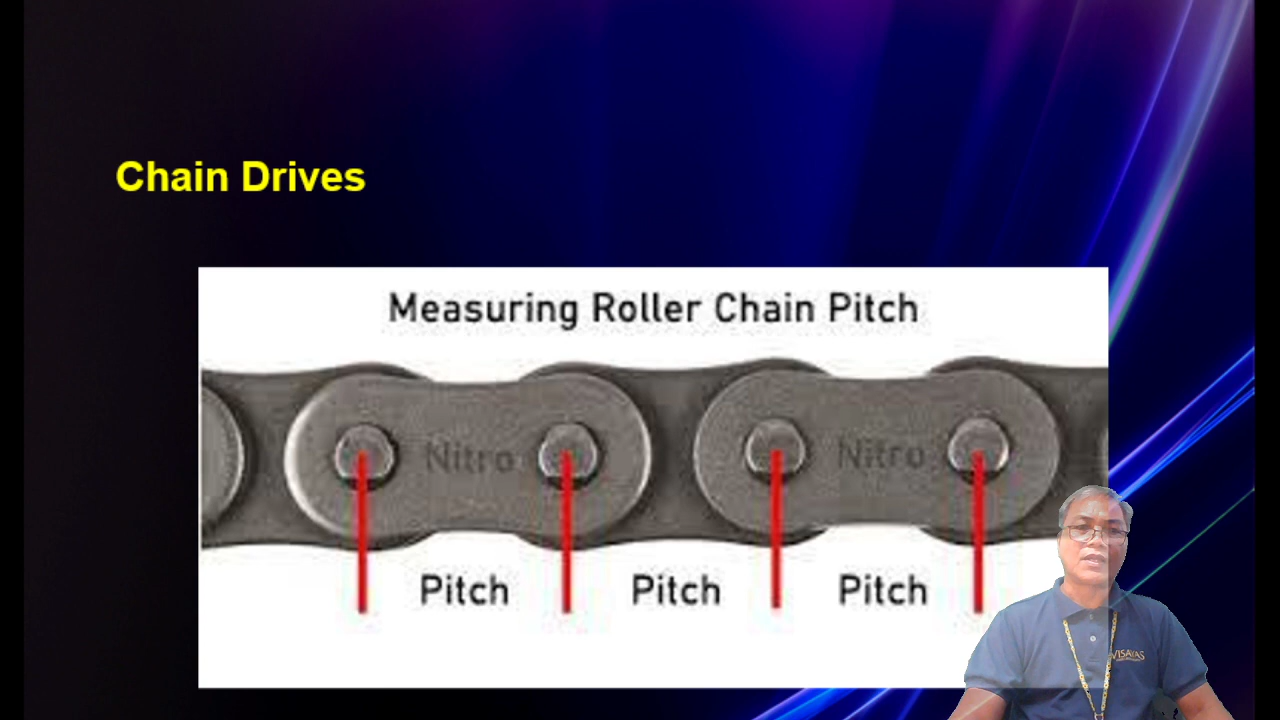 Chain Drives
Measuring Roller Chain Pitch
Nitro Nitro
Pitch Pitch Pitch
VISAYAS